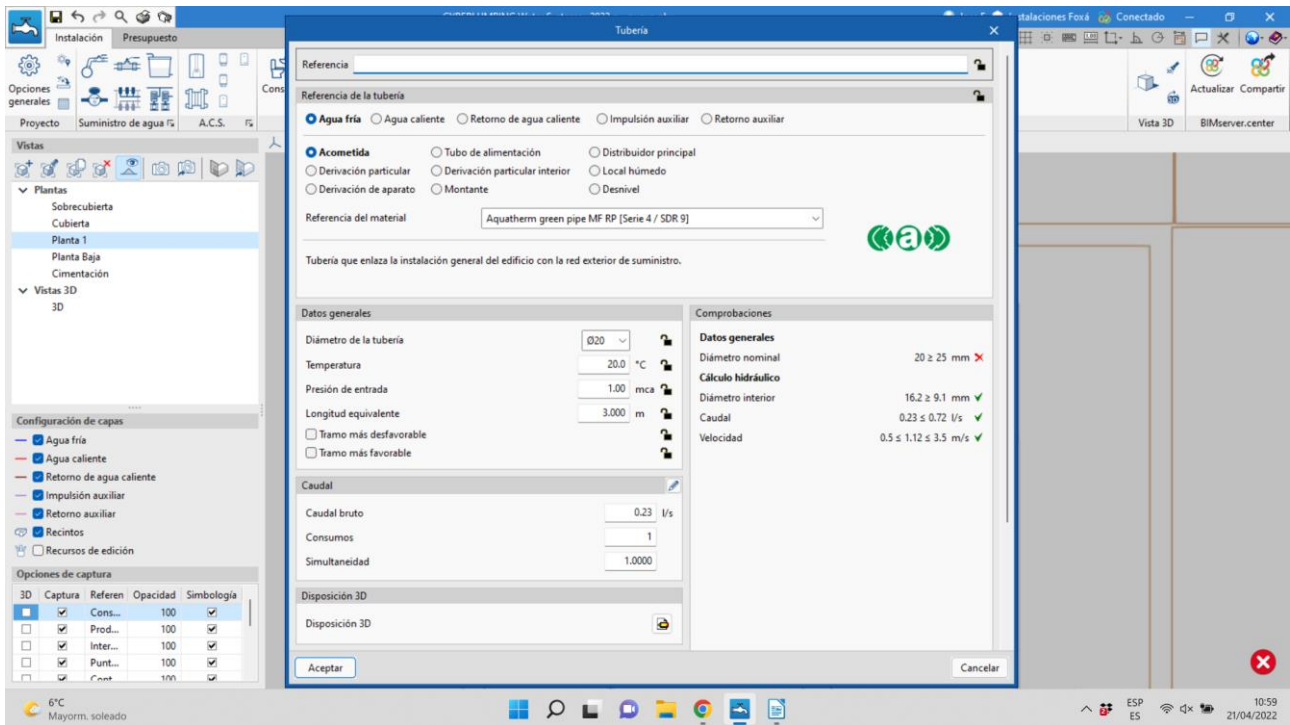 Instalación Presupuesto
Instalaciones Foxá Conectado
Opciones generales
Actualizar Compartir
Proyecto Suministro de agua A.C.S. Vista 3D BIMserver.center
Vistas
Plantas
Sobrecubierta
Cubierta
Planta 1
Planta Baja
Cimentación
Vistas 3D
3D
Configuración de capas
Agua fría
Agua caliente
Retorno de agua caliente
Impulsión auxiliar
Retorno auxiliar
Recintos
Recursos de edición
Opciones de captura
3D Captura Referen Opacidad Simbología
Cons... 100
Prod... 100
Inter... 100
Punt... 100
Cont 100
Tubería
Referencia
Referencia de la tubería
Agua fría Agua caliente Retorno de agua caliente Impulsión auxiliar Retorno auxiliar
Acometida Tubo de alimentación Distribuidor principal
Derivación particular Derivación particular interior Local húmedo
Derivación de aparato Montante Desnivel
Referencia del material Aquatherm green pipe MF RP [Serie 4 / SDR 9]
a
Tubería que enlaza la instalación general del edificio con la red exterior de suministro.
Datos generales
Diámetro de la tubería Ø20
Temperatura 20.0 °C
Presión de entrada 1.00 mca
Longitud equivalente 3.000 m
Tramo más desfavorable
Tramo más favorable
Caudal
Caudal bruto 0.23 l/s
Consumos 1
Simultaneidad 1.0000
Disposición 3D
Disposición 3D
Comprobaciones
Datos generales
Diámetro nominal 20 ≥ 25 mm
Cálculo hidráulico
Diámetro interior 16.2 ≥ 9.1 mm
Caudal 0.23 ≤ 0.72 l/s
Velocidad 0.5 ≤ 1.12 ≤ 3.5 m/s
Aceptar Cancelar
6°C
Mayorm. soleado
ESP
ES
10:59
21/04/2022